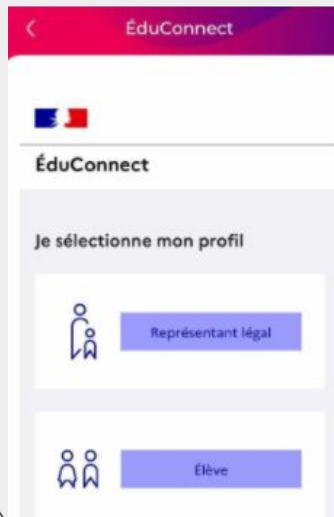 ÉduConnect
ÉduConnect
Je sélectionne mon profil
Représentant légal
Élève